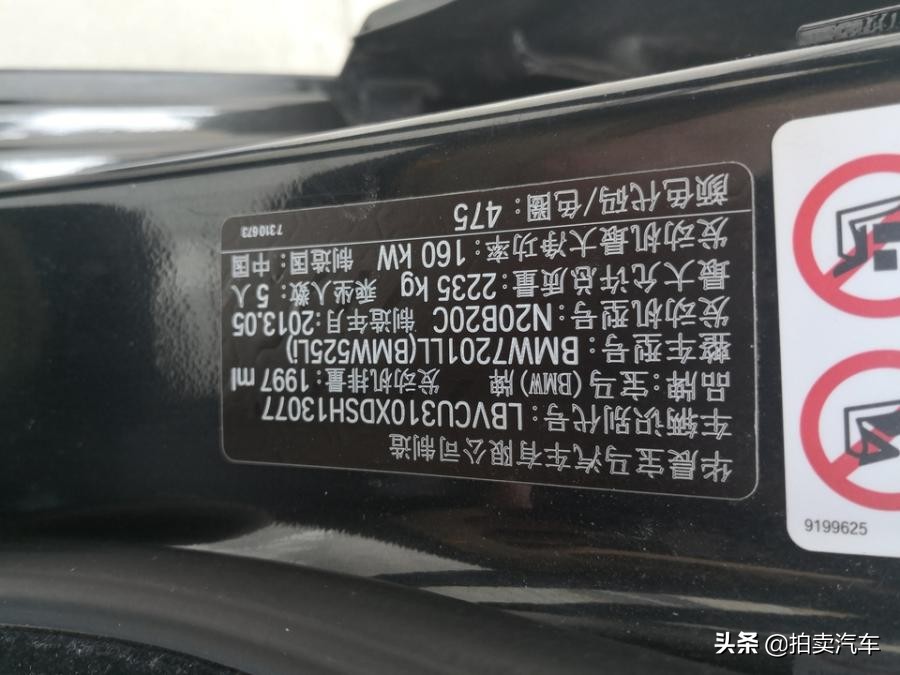 华晨宝马汽车有限公司制造
车辆识别代号：LBVCU310XDSH13077
品牌：宝马（BMW）牌 发动机排量：1997 ml
整车型号：BMW7201LL(BMW525LI)
发动机型号：N20B20C 制造年月：2013.05
最大允许总质量：2235 kg 乘坐人数：5 人
发动机最大净功率：160 kW 制造国：中国
颜色代码/色圈：475
7310673
9199625
头条 @拍卖汽车